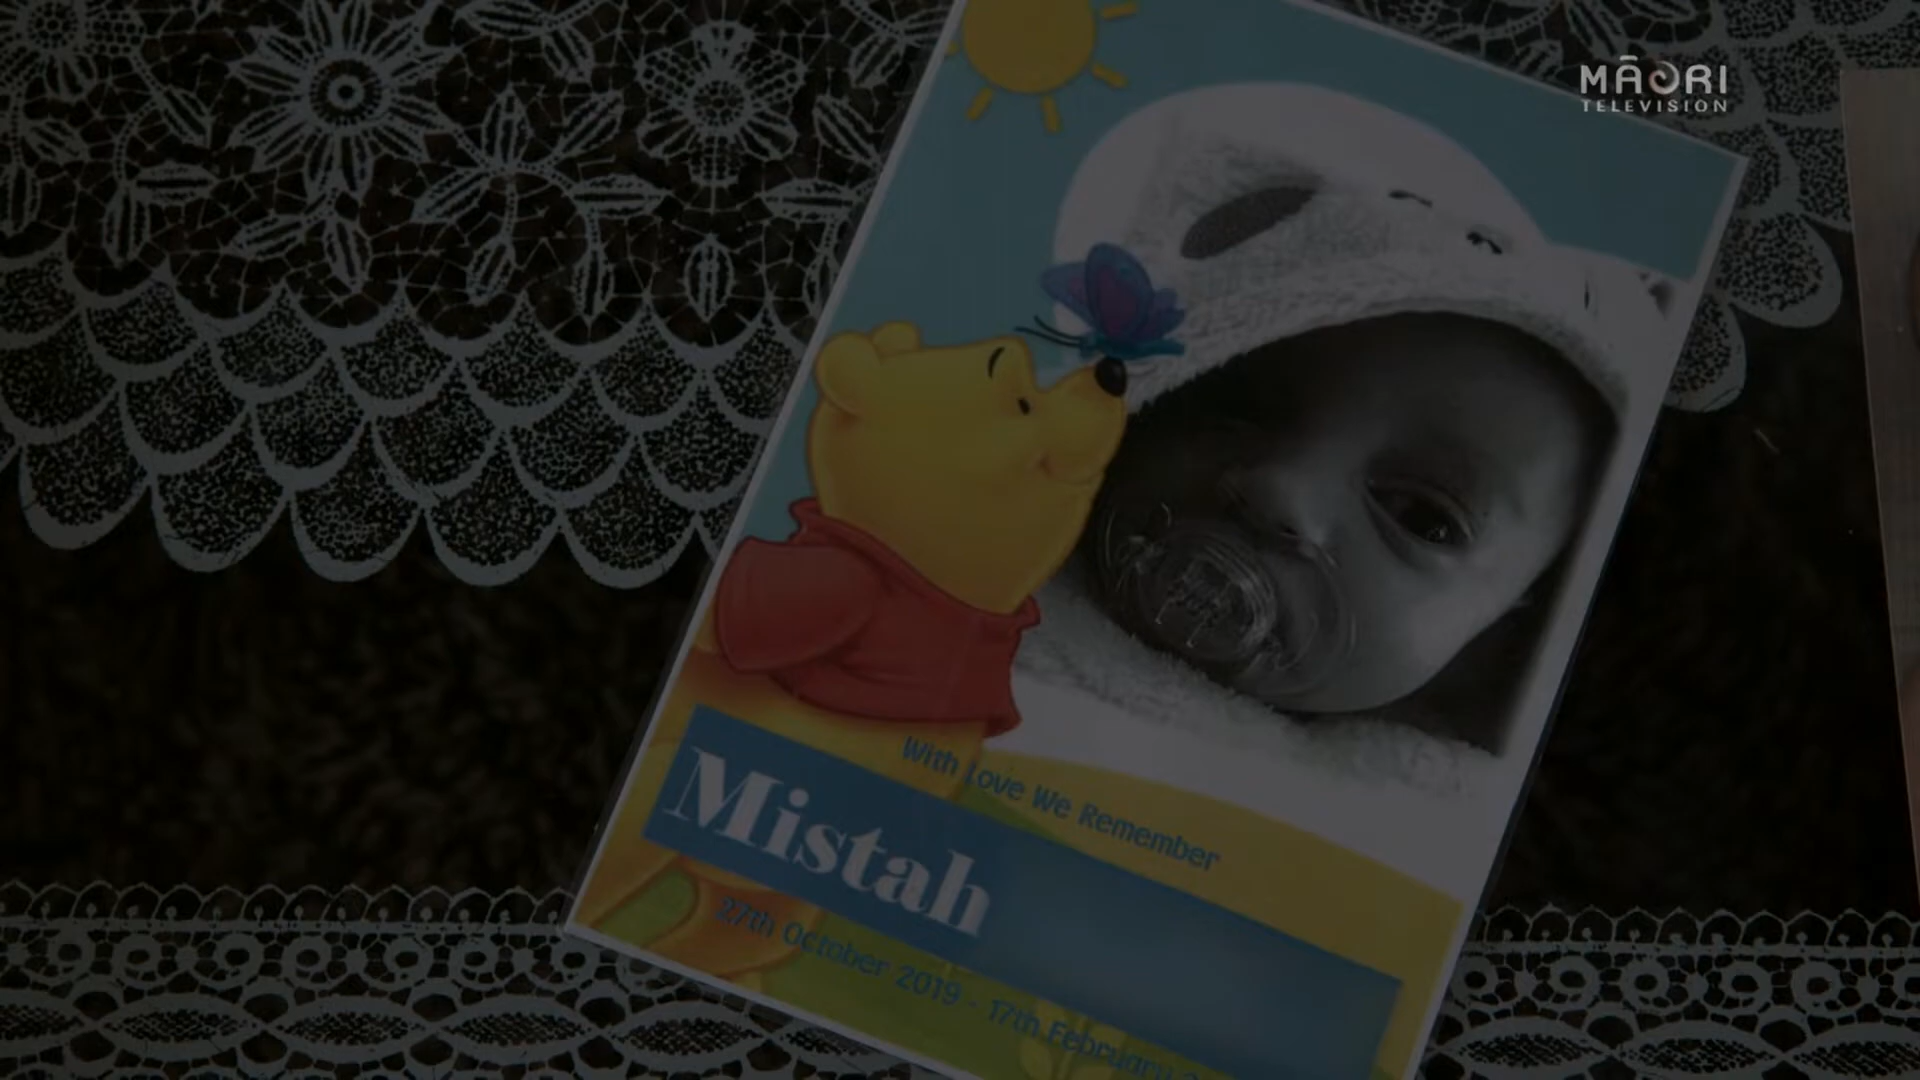 MĀORI
TELEVISION
With Love We Remember
Mistah
27th October 2019 - 17th February